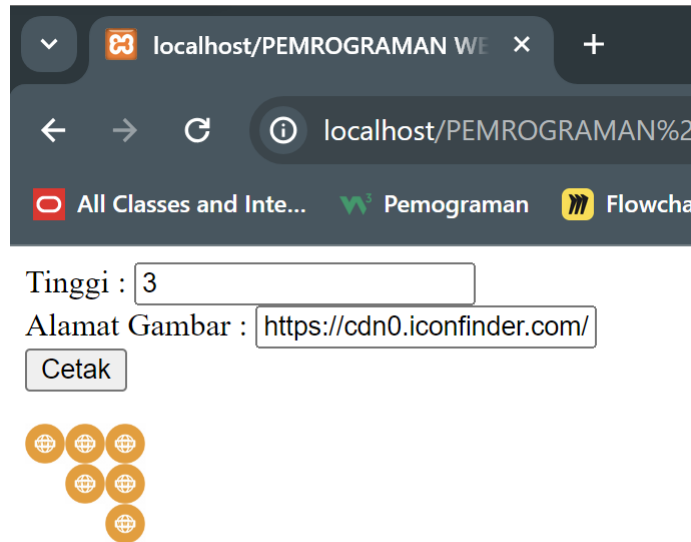 localhost/PEMROGRAMAN WE
localhost/PEMROGRAMAN%2
All Classes and Inte... Pemograman Flowcha
Tinggi : 3
Alamat Gambar : https://cdn0.iconfinder.com/
Cetak